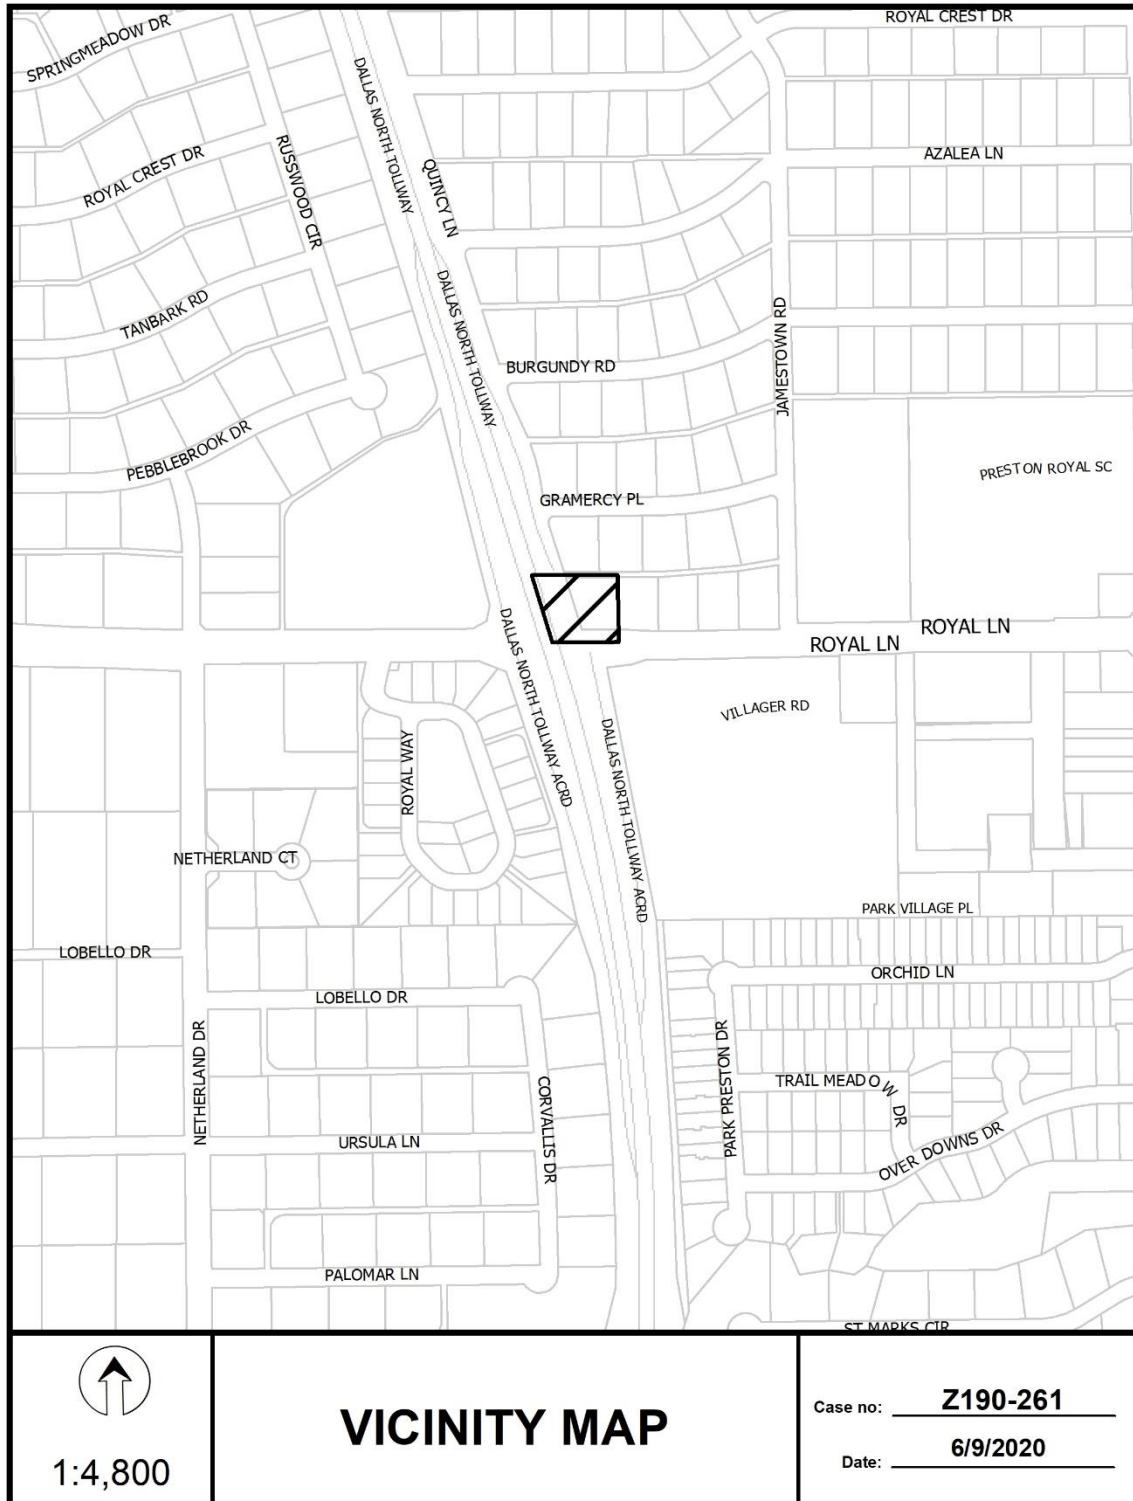 SPRINGMEADOW DR
ROYAL CREST DR
DALLAS NORTH TOLLWAY
RUSSWOOD CIR
ROYAL CREST DR
QUINCY LN
AZALEA LN
DALLAS NORTH TOLLWAY
TANBARK RD
JAMESTOWN RD
BURGUNDY RD
PEBBLEBROOK DR
PRESTON ROYAL SC
GRAMERCY PL
DALLAS NORTH TOLLWAY ACRD
ROYAL LN
ROYAL LN
VILLAGER RD
DALLAS NORTH TOLLWAY ACRD
ROYAL WAY
NETHERLAND CT
PARK VILLAGE PL
LOBELLO DR
ORCHID LN
LOBELLO DR
NETHERLAND DR
PARK PRESTON DR
CORVALLIS DR
TRAIL MEADOW DR
URSULA LN
OVER DOWNS DR
PALOMAR LN
ST MARKS CIR
1:4,800
VICINITY MAP
Case no: Z190-261
Date: 6/9/2020